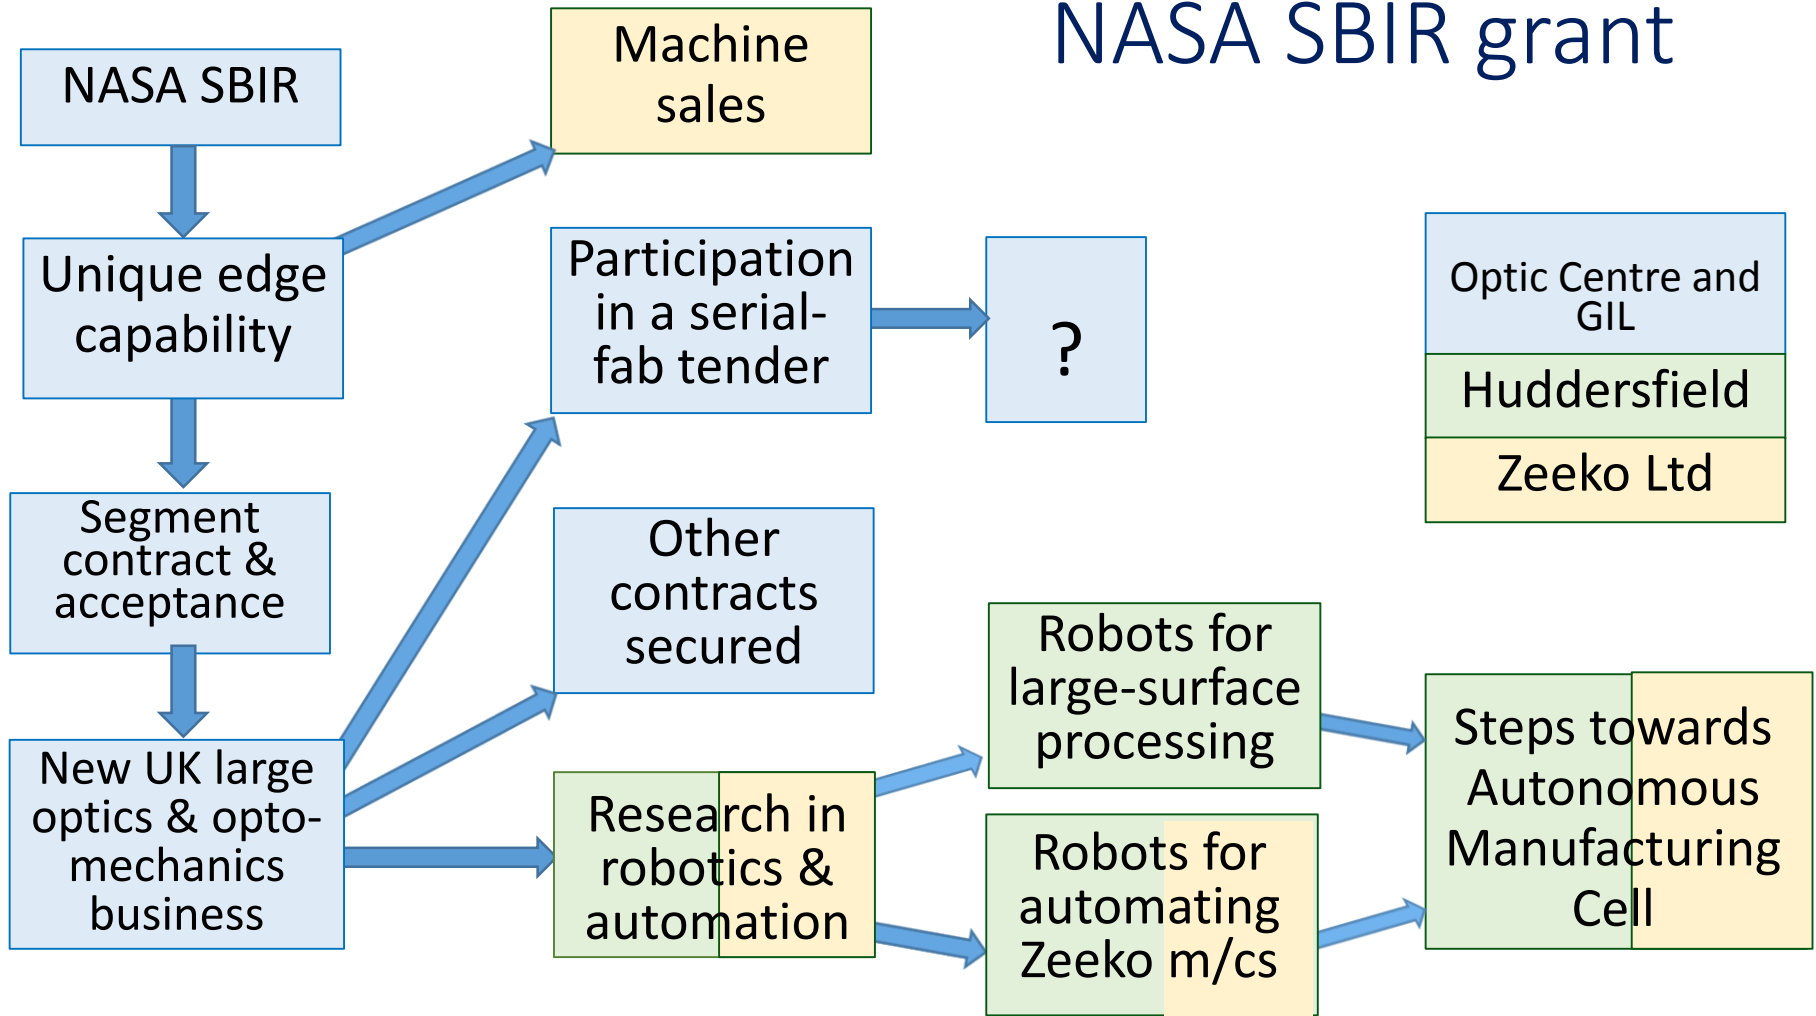 NASA SBIR grant
NASA SBIR
Machine
sales
Unique edge
capability
Participation
in a serial-
fab tender
?
Optic Centre and
GIL
Huddersfield
Zeeko Ltd
Segment
contract &
acceptance
Other
contracts
secured
New UK large
optics & opto-
mechanics
business
Research in
robotics &
automation
Robots for
large-surface
processing
Robots for
automating
Zeeko m/cs
Steps towards
Autonomous
Manufacturing
Cell